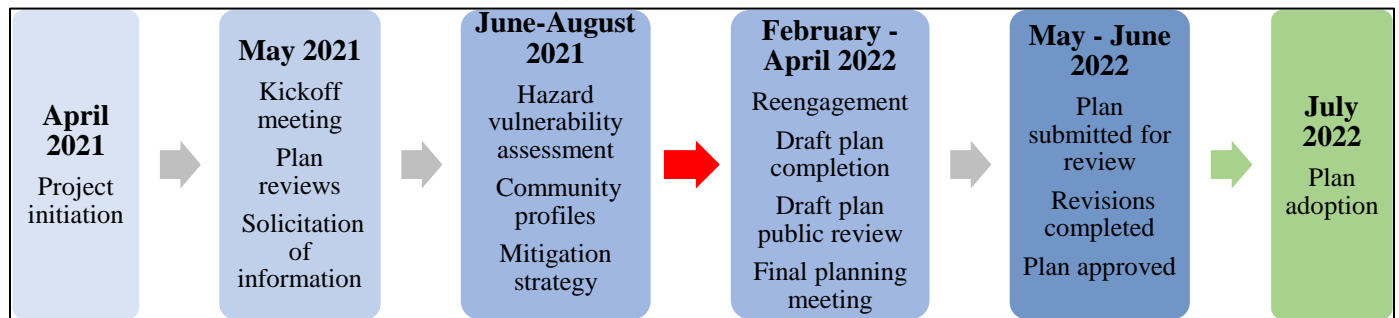 April
2021
Project
initiation
May 2021
Kickoff
meeting
Plan
reviews
Solicitation
of
information
June-August
2021
Hazard
vulnerability
assessment
Community
profiles
Mitigation
strategy
February -
April 2022
Reengagement
Draft plan
completion
Draft plan
public review
Final planning
meeting
May - June
2022
Plan
submitted for
review
Revisions
completed
Plan approved
July
2022
Plan
adoption